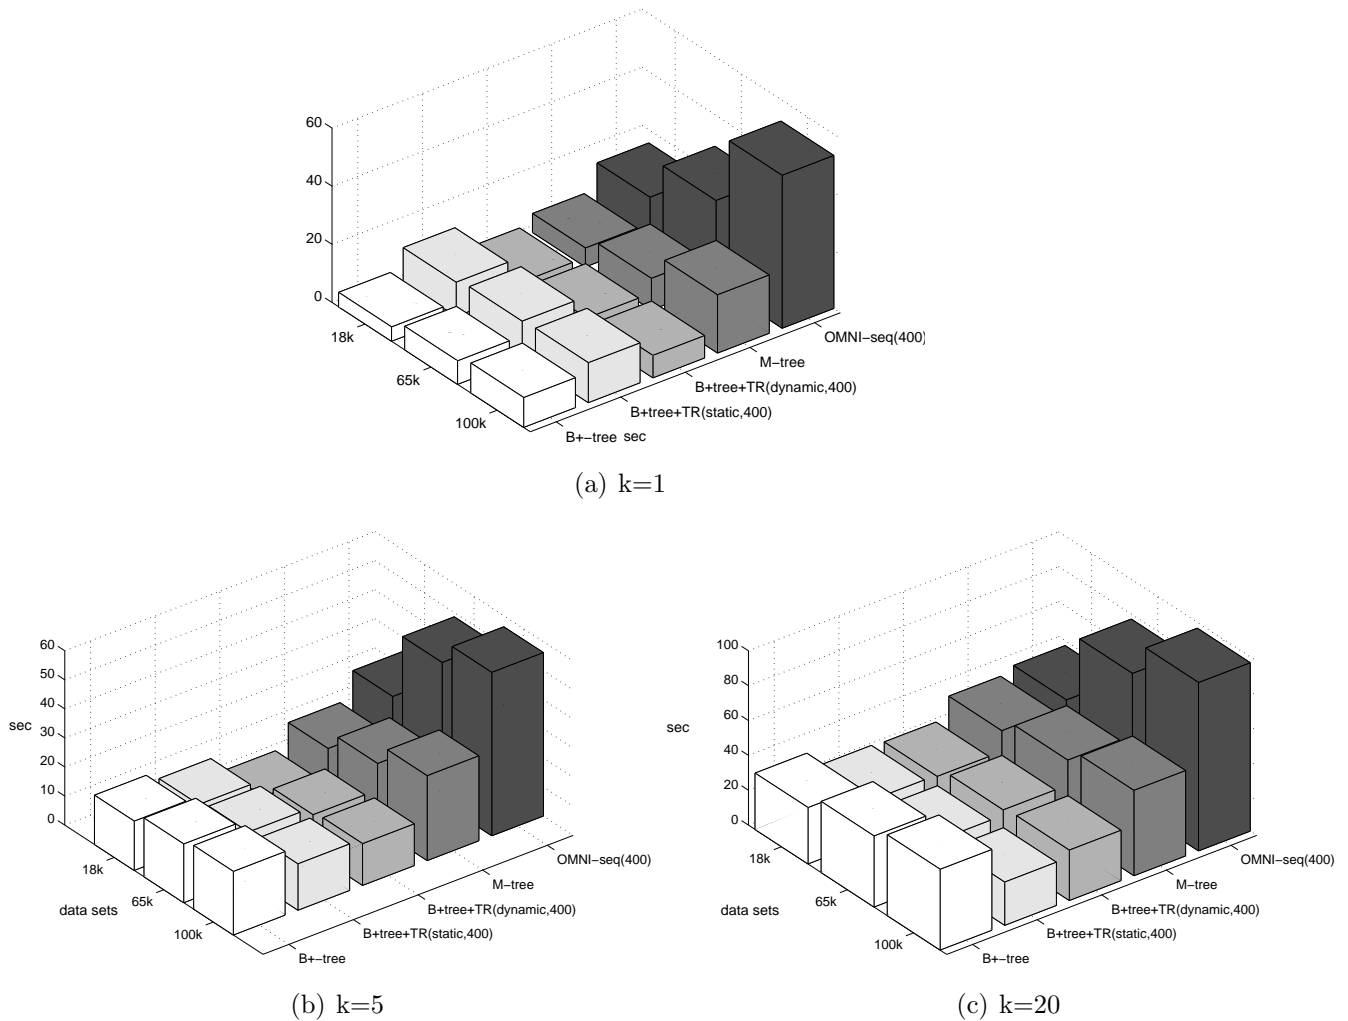 60
40
20
0
18k
65k
100k
OMNI−seq(400)
M−tree
B+tree+TR(dynamic,400)
B+tree+TR(static,400)
B+−tree
sec
(a) k=1
60
50
40
30
20
10
0
sec
18k
65k
100k
data sets
OMNI−seq(400)
M−tree
B+tree+TR(dynamic,400)
B+tree+TR(static,400)
B+−tree
(b) k=5
100
80
60
40
20
0
sec
18k
65k
100k
data sets
OMNI−seq(400)
M−tree
B+tree+TR(dynamic,400)
B+tree+TR(static,400)
B+−tree
(c) k=20